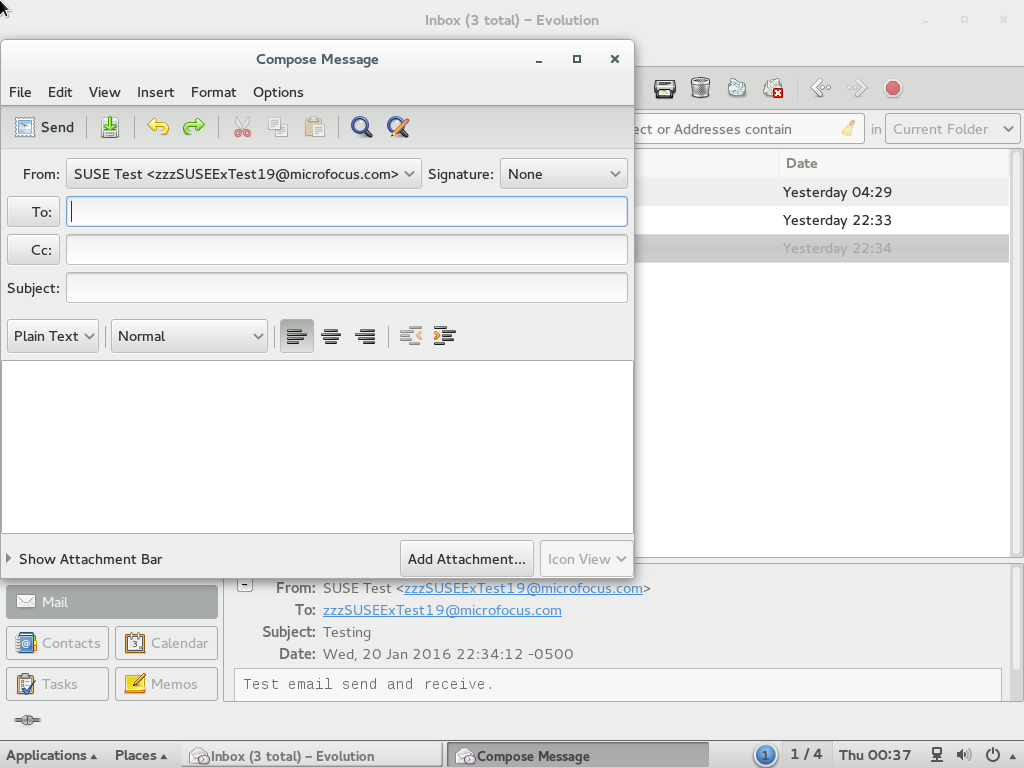 Inbox (3 total) – Evolution
Compose Message
File Edit View Insert Format Options
Send
ect or Addresses contain in Current Folder
From: SUSE Test <zzzSUSEExTest19@microfocus.com> Signature: None
Date
To:
Yesterday 04:29
Yesterday 22:33
Cc:
Yesterday 22:34
Subject:
Plain Text Normal
Show Attachment Bar Add Attachment... Icon View
From: SUSE Test <zzzSUSEExTest19@microfocus.com>
To: zzzSUSEExTest19@microfocus.com
Subject: Testing
Date: Wed, 20 Jan 2016 22:34:12 -0500
Test email send and receive.
Mail
Contacts 3 Calendar
Tasks Memos
Applications Places Inbox (3 total) – Evolution Compose Message 1 1 / 4 Thu 00:37